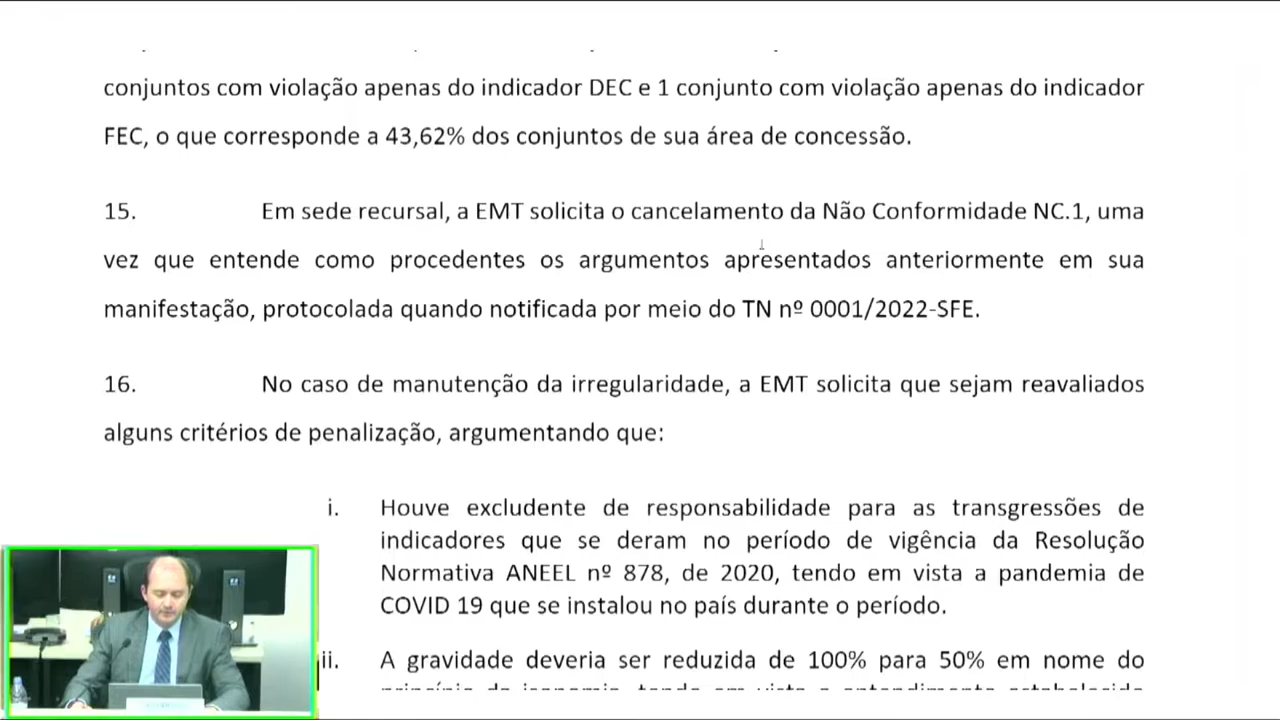 conjuntos com violação apenas do indicador DEC e 1 conjunto com violação apenas do indicador
FEC, o que corresponde a 43,62% dos conjuntos de sua área de concessão.
15. Em sede recursal, a EMT solicita o cancelamento da Não Conformidade NC.1, uma
vez que entende como procedentes os argumentos apresentados anteriormente em sua
manifestação, protocolada quando notificada por meio do TN nº 0001/2022-SFE.
16. No caso de manutenção da irregularidade, a EMT solicita que sejam reavaliados
alguns critérios de penalização, argumentando que:
i. Houve excludente de responsabilidade para as transgressões de
indicadores que se deram no período de vigência da Resolução
Normativa ANEEL nº 878, de 2020, tendo em vista a pandemia de
COVID 19 que se instalou no país durante o período.
ii. A gravidade deveria ser reduzida de 100% para 50% em nome do